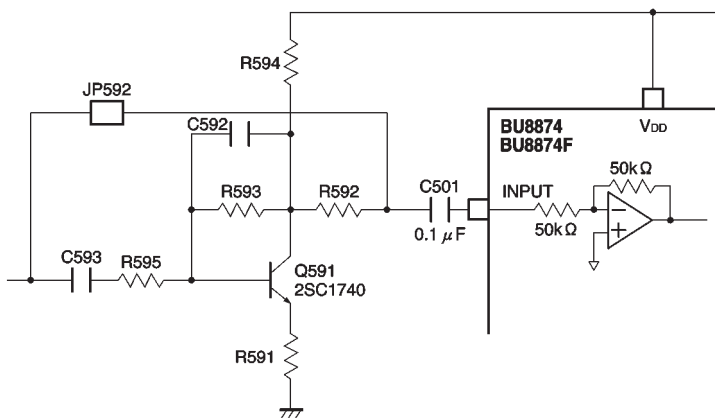 R594
JP592
C592
VDD
BU8874
BU8874F
50kΩ
R593
R592
C501
INPUT
0.1 μF
50kΩ
−
+
C593
R595
Q591
2SC1740
R591